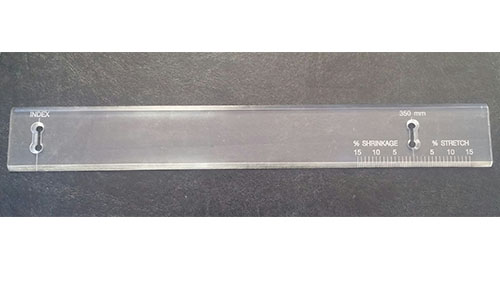 INDEX
350 mm
% SHRINKAGE % STRETCH
15 10 5 5 10 15